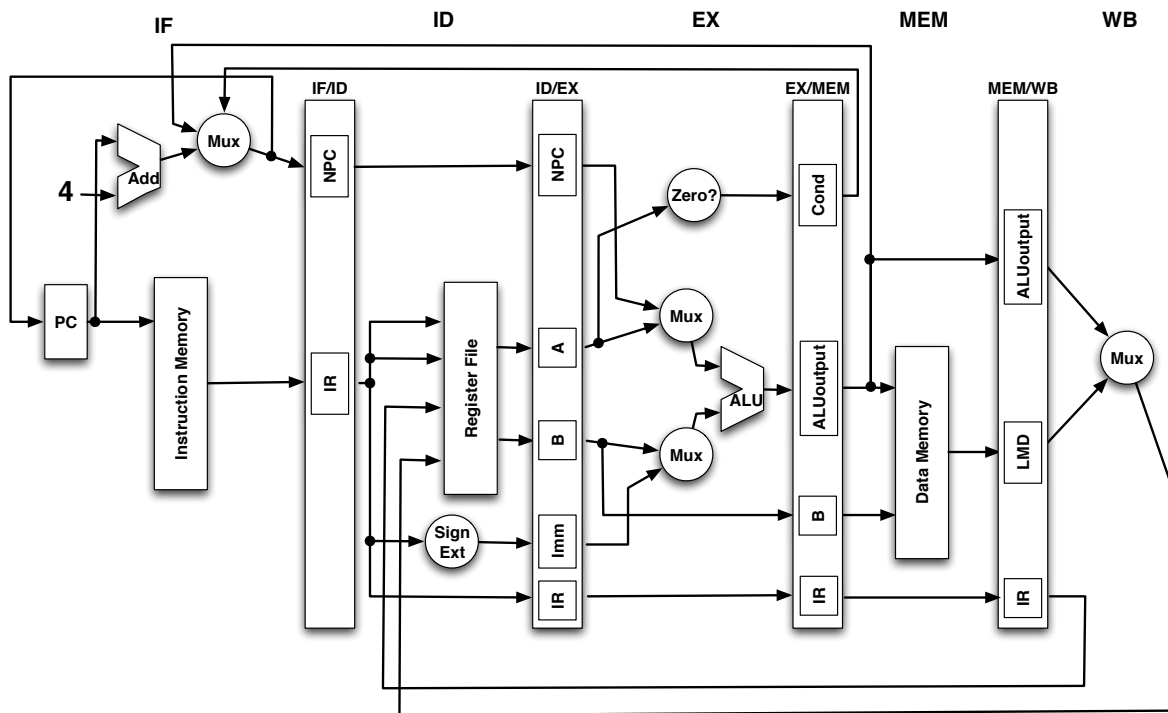 IF
ID
EX
MEM
WB
IF/ID
ID/EX
EX/MEM
MEM/WB
Mux
Add
4
NPC
NPC
Zero?
Cond
ALUoutput
PC
Instruction Memory
IR
Register File
A
B
Mux
Mux
ALU
ALUoutput
Data Memory
LMD
Mux
Sign
Ext
Imm
B
IR
IR
IR